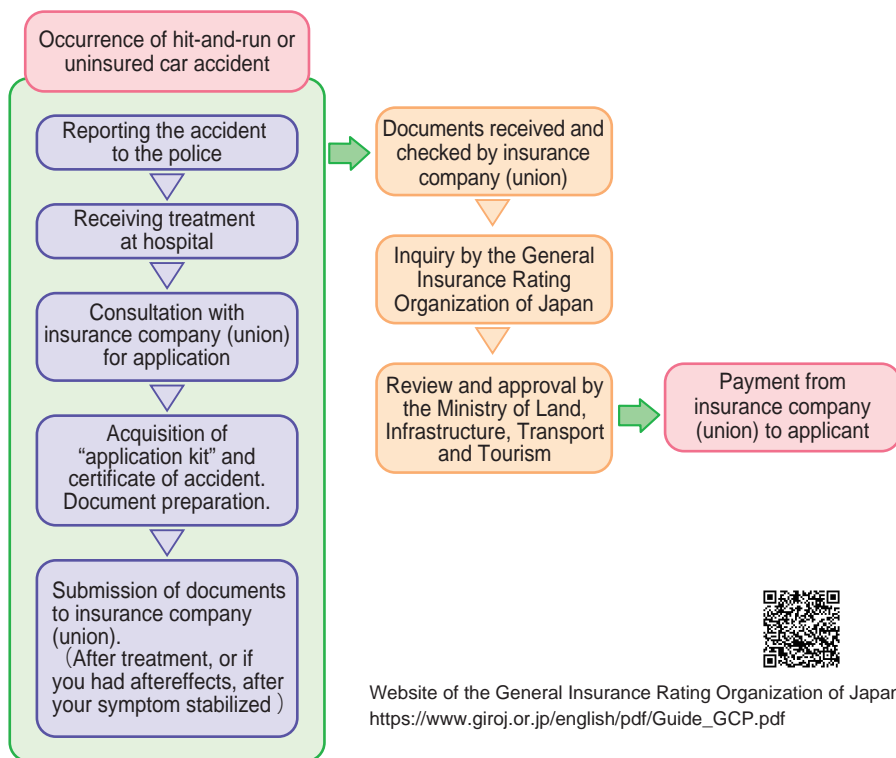 Occurrence of hit-and-run or
uninsured car accident
Reporting the accident
to the police
Receiving treatment
at hospital
Consultation with
insurance company (union)
for application
Acquisition of
“application kit” and
certificate of accident.
Document preparation.
Submission of documents
to insurance company
(union).
（After treatment, or if
you had aftereffects, after
your symptom stabilized ）
Documents received and
checked by insurance
company (union)
Inquiry by the General
Insurance Rating
Organization of Japan
Review and approval by
the Ministry of Land,
Infrastructure, Transport
and Tourism
Payment from
insurance company
(union) to applicant
Website of the General Insurance Rating Organization of Japan
https://www.giroj.or.jp/english/pdf/Guide_GCP.pdf